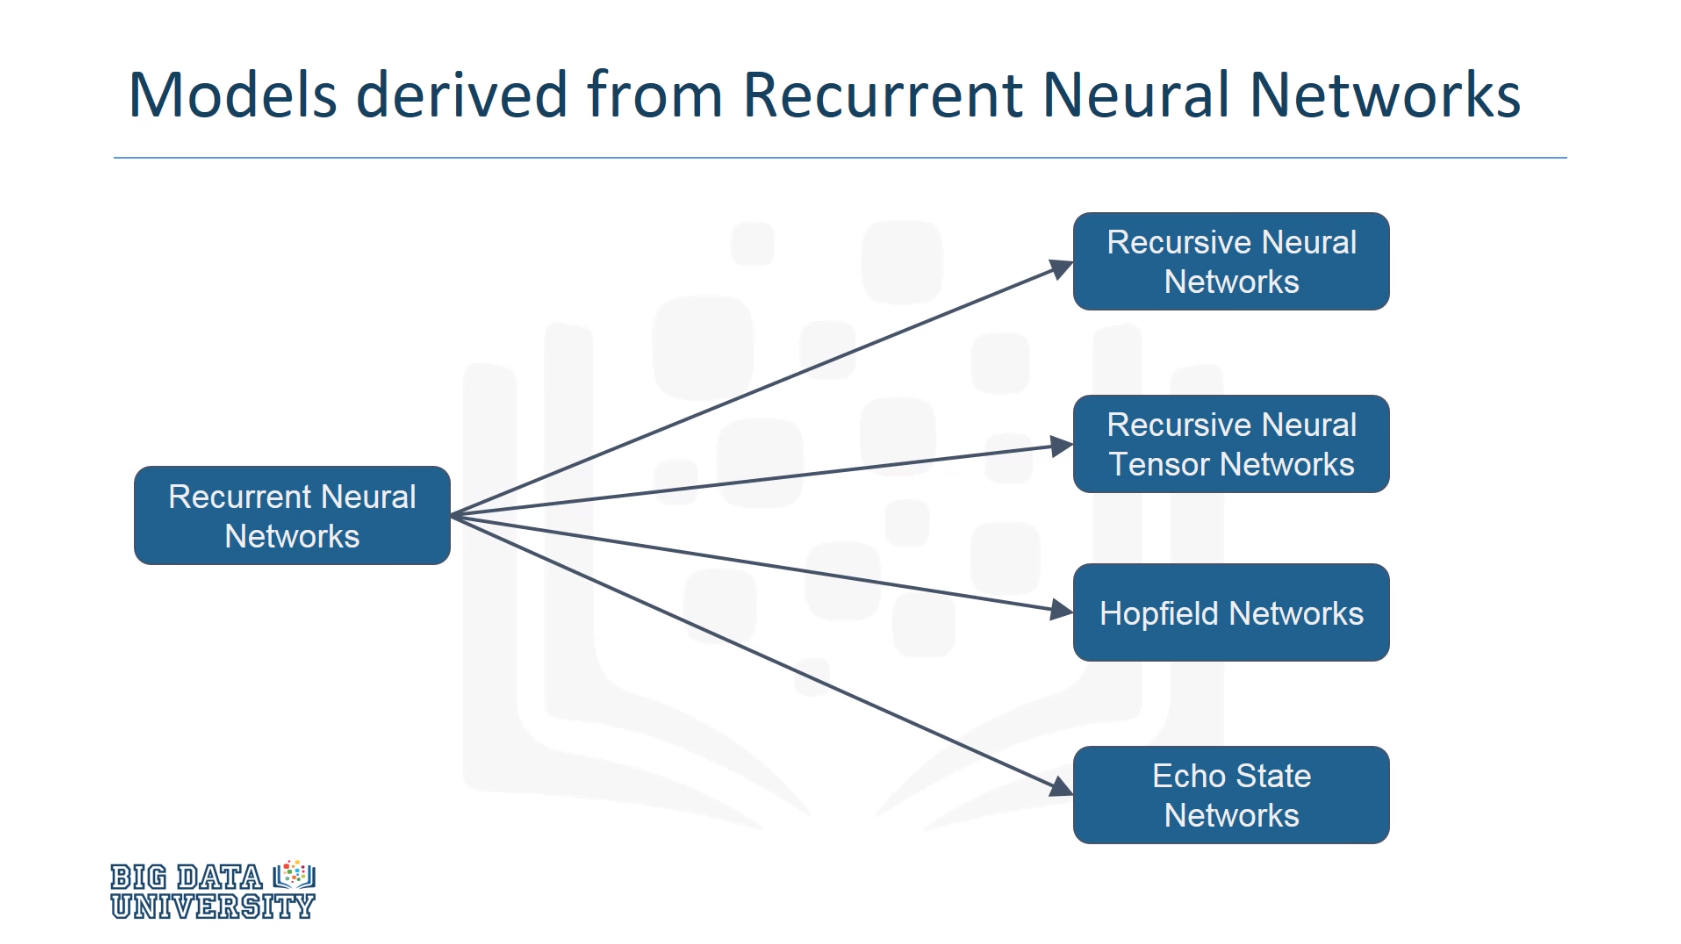 Models derived from Recurrent Neural Networks
Recursive Neural
Networks
Recursive Neural
Tensor Networks
Recurrent Neural
Networks
Hopfield Networks
Echo State
Networks
BIG DATA
UNIVERSITY